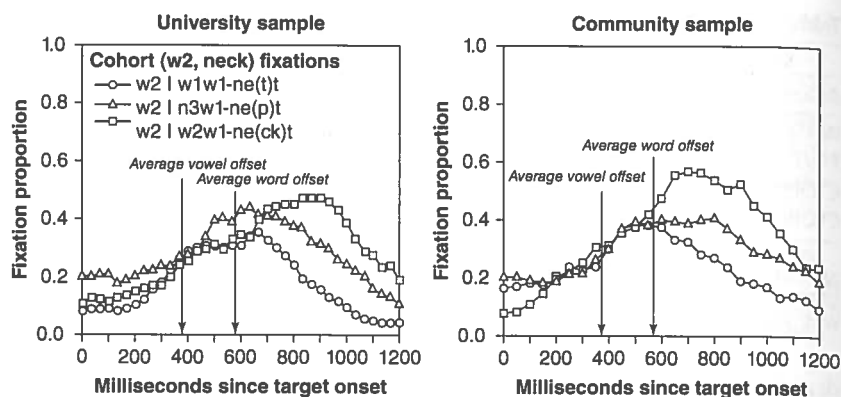 University sample
Community sample
Fixation proportion
1.0
0.8
0.6
0.4
0.2
0.0
Cohort (w2, neck) fixations
w2 | w1w1-ne(t)t
w2 | n3w1-ne(p)t
w2 | w2w1-ne(ck)t
Average vowel offset
Average word offset
0 200 400 600 800 1000 1200
Milliseconds since target onset
Fixation proportion
1.0
0.8
0.6
0.4
0.2
0.0
Average word offset
Average vowel offset
0 200 400 600 800 1000 1200
Milliseconds since target onset